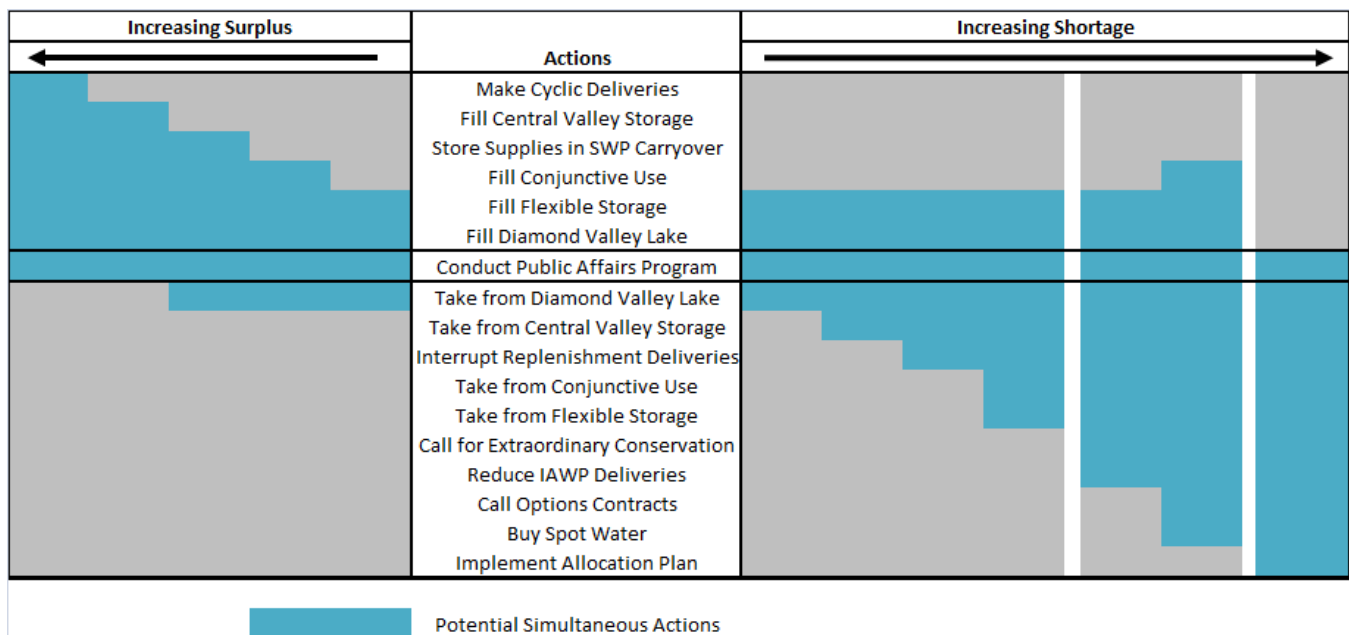 Increasing Surplus
Increasing Shortage
Actions
Make Cyclic Deliveries
Fill Central Valley Storage
Store Supplies in SWP Carryover
Fill Conjunctive Use
Fill Flexible Storage
Fill Diamond Valley Lake
Conduct Public Affairs Program
Take from Diamond Valley Lake
Take from Central Valley Storage
Interrupt Replenishment Deliveries
Take from Conjunctive Use
Take from Flexible Storage
Call for Extraordinary Conservation
Reduce IAWP Deliveries
Call Options Contracts
Buy Spot Water
Implement Allocation Plan
Potential Simultaneous Actions